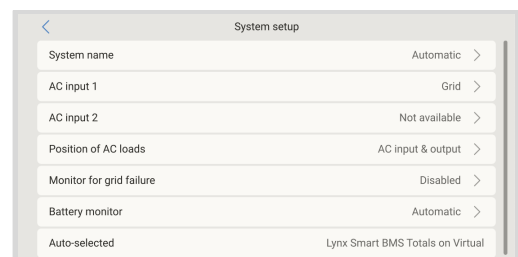 System setup
System name Automatic
AC input 1 Grid
AC input 2 Not available
Position of AC loads AC input & output
Monitor for grid failure Disabled
Battery monitor Automatic
Auto-selected Lynx Smart BMS Totals on Virtual